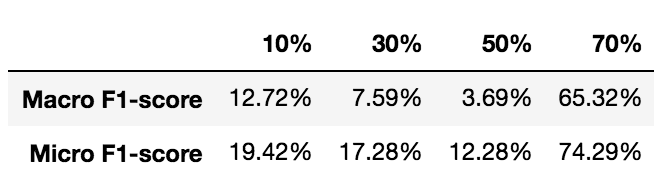 10% 30% 50% 70%
Macro F1-score 12.72% 7.59% 3.69% 65.32%
Micro F1-score 19.42% 17.28% 12.28% 74.29%